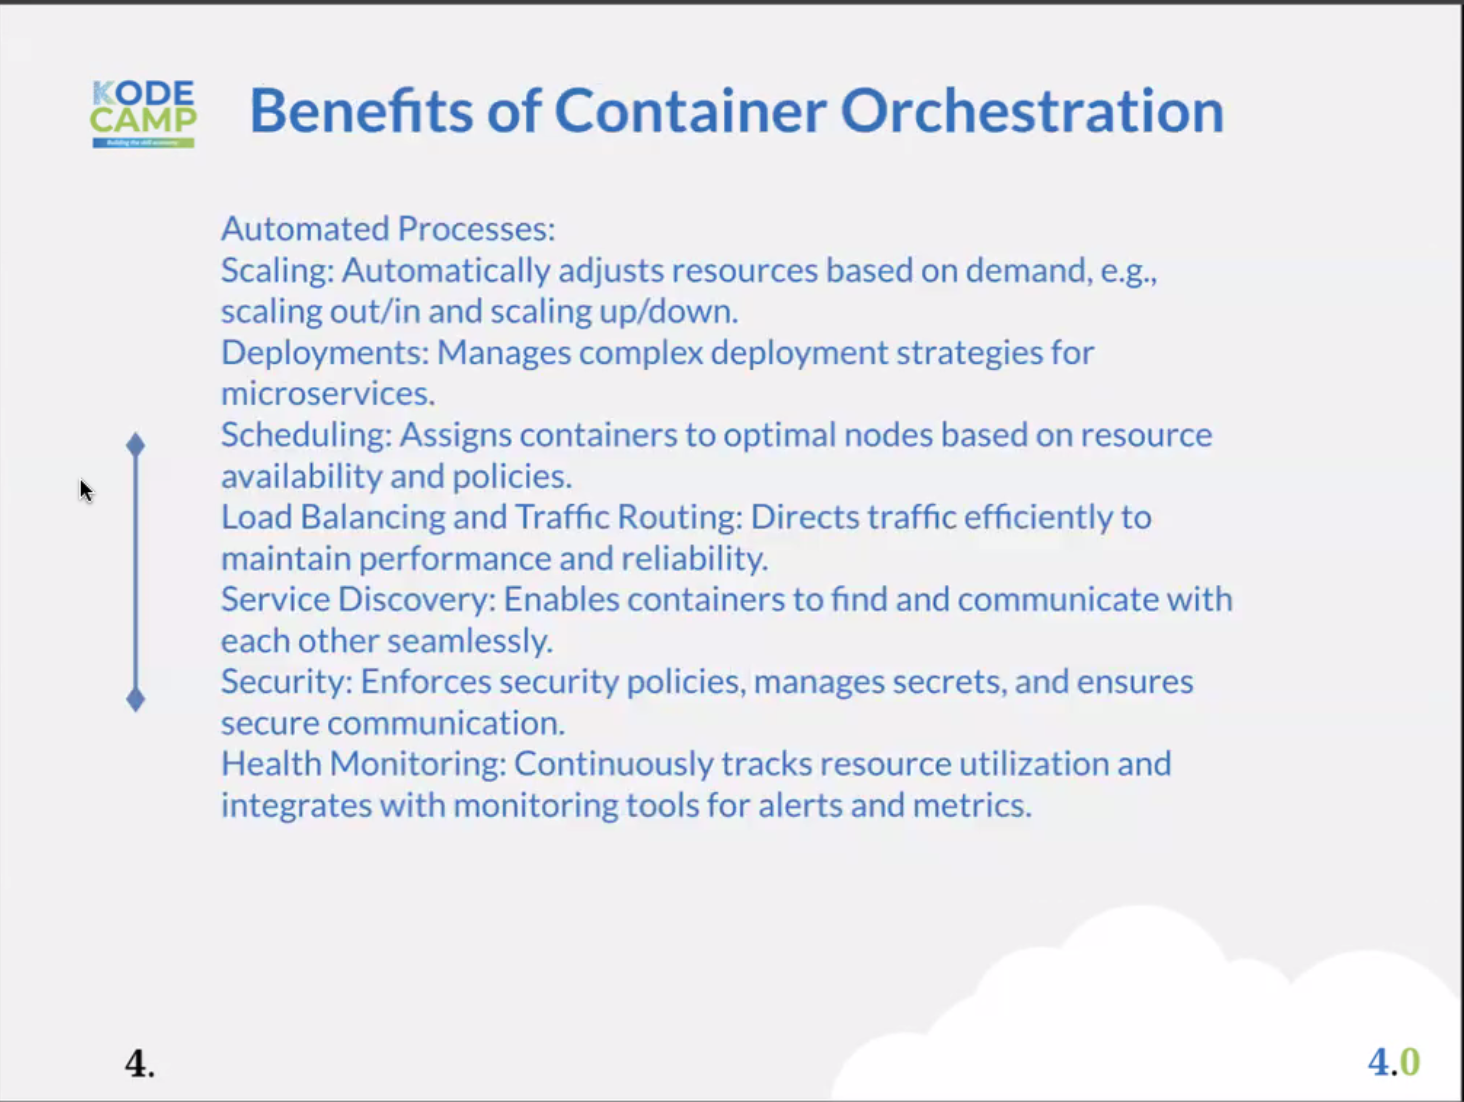 KODE
CAMP
Building the skill economy
Benefits of Container Orchestration
Automated Processes:
Scaling: Automatically adjusts resources based on demand, e.g.,
scaling out/in and scaling up/down.
Deployments: Manages complex deployment strategies for
microservices.
Scheduling: Assigns containers to optimal nodes based on resource
availability and policies.
Load Balancing and Traffic Routing: Directs traffic efficiently to
maintain performance and reliability.
Service Discovery: Enables containers to find and communicate with
each other seamlessly.
Security: Enforces security policies, manages secrets, and ensures
secure communication.
Health Monitoring: Continuously tracks resource utilization and
integrates with monitoring tools for alerts and metrics.
4.
4.0